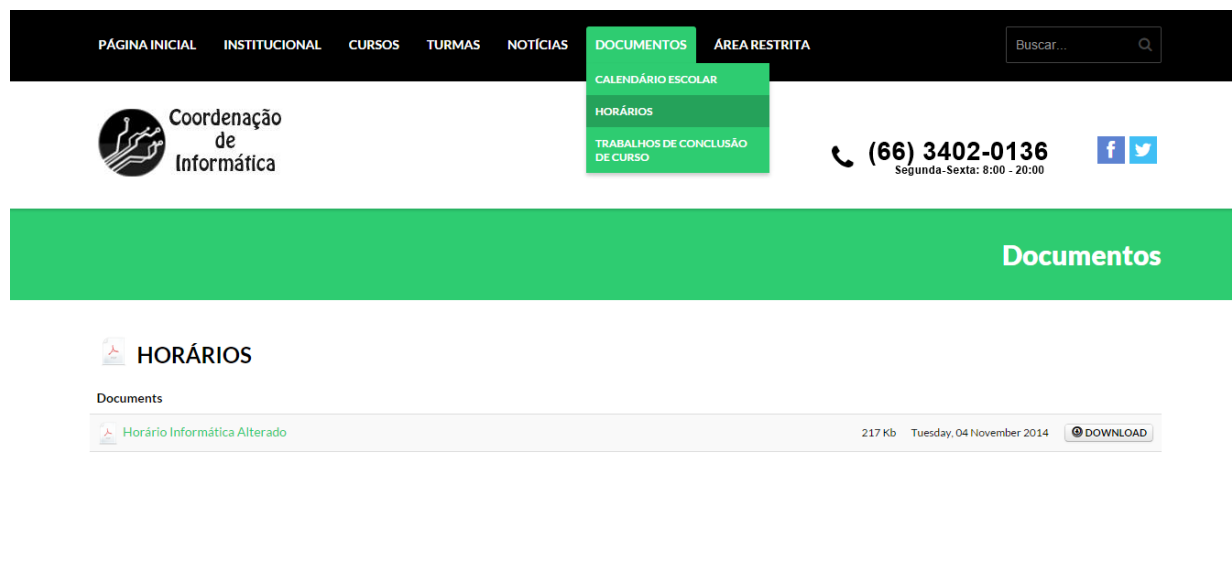 PÁGINA INICIAL INSTITUCIONAL CURSOS TURMAS NOTÍCIAS DOCUMENTOS ÁREA RESTRITA Buscar...
CALENDÁRIO ESCOLAR
HORÁRIOS
TRABALHOS DE CONCLUSÃO
DE CURSO
Coordenação
de
Informática
(66) 3402-0136
Segunda-Sexta: 8:00 - 20:00
f
Documentos
HORÁRIOS
Documents
Horário Informática Alterado 217 Kb Tuesday, 04 November 2014 DOWNLOAD